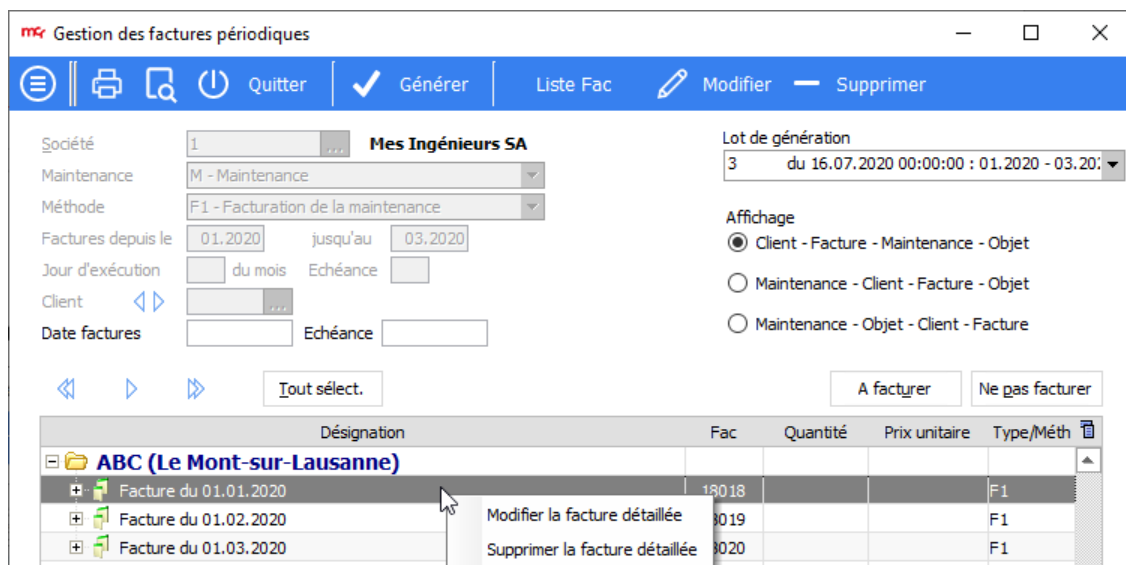 mcr Gestion des factures périodiques
Quitter Générer Liste Fac Modifier Supprimer
Société 1 ... Mes Ingénieurs SA
Maintenance M - Maintenance
Méthode F1 - Facturation de la maintenance
Factures depuis le 01.2020 jusqu'au 03.2020
Jour d'exécution du mois Echéance
Client ...
Date factures Echéance
Lot de génération
3 du 16.07.2020 00:00:00 : 01.2020 - 03.202
Affichage
Client - Facture - Maintenance - Objet
Maintenance - Client - Facture - Objet
Maintenance - Objet - Client - Facture
Tout sélect. A facturer Ne pas facturer
Désignation Fac Quantité Prix unitaire Type/Méth
ABC (Le Mont-sur-Lausanne)
Facture du 01.01.2020 18018 F1
Facture du 01.02.2020 8019 F1
Facture du 01.03.2020 8020 F1
Modifier la facture détaillée
Supprimer la facture détaillée